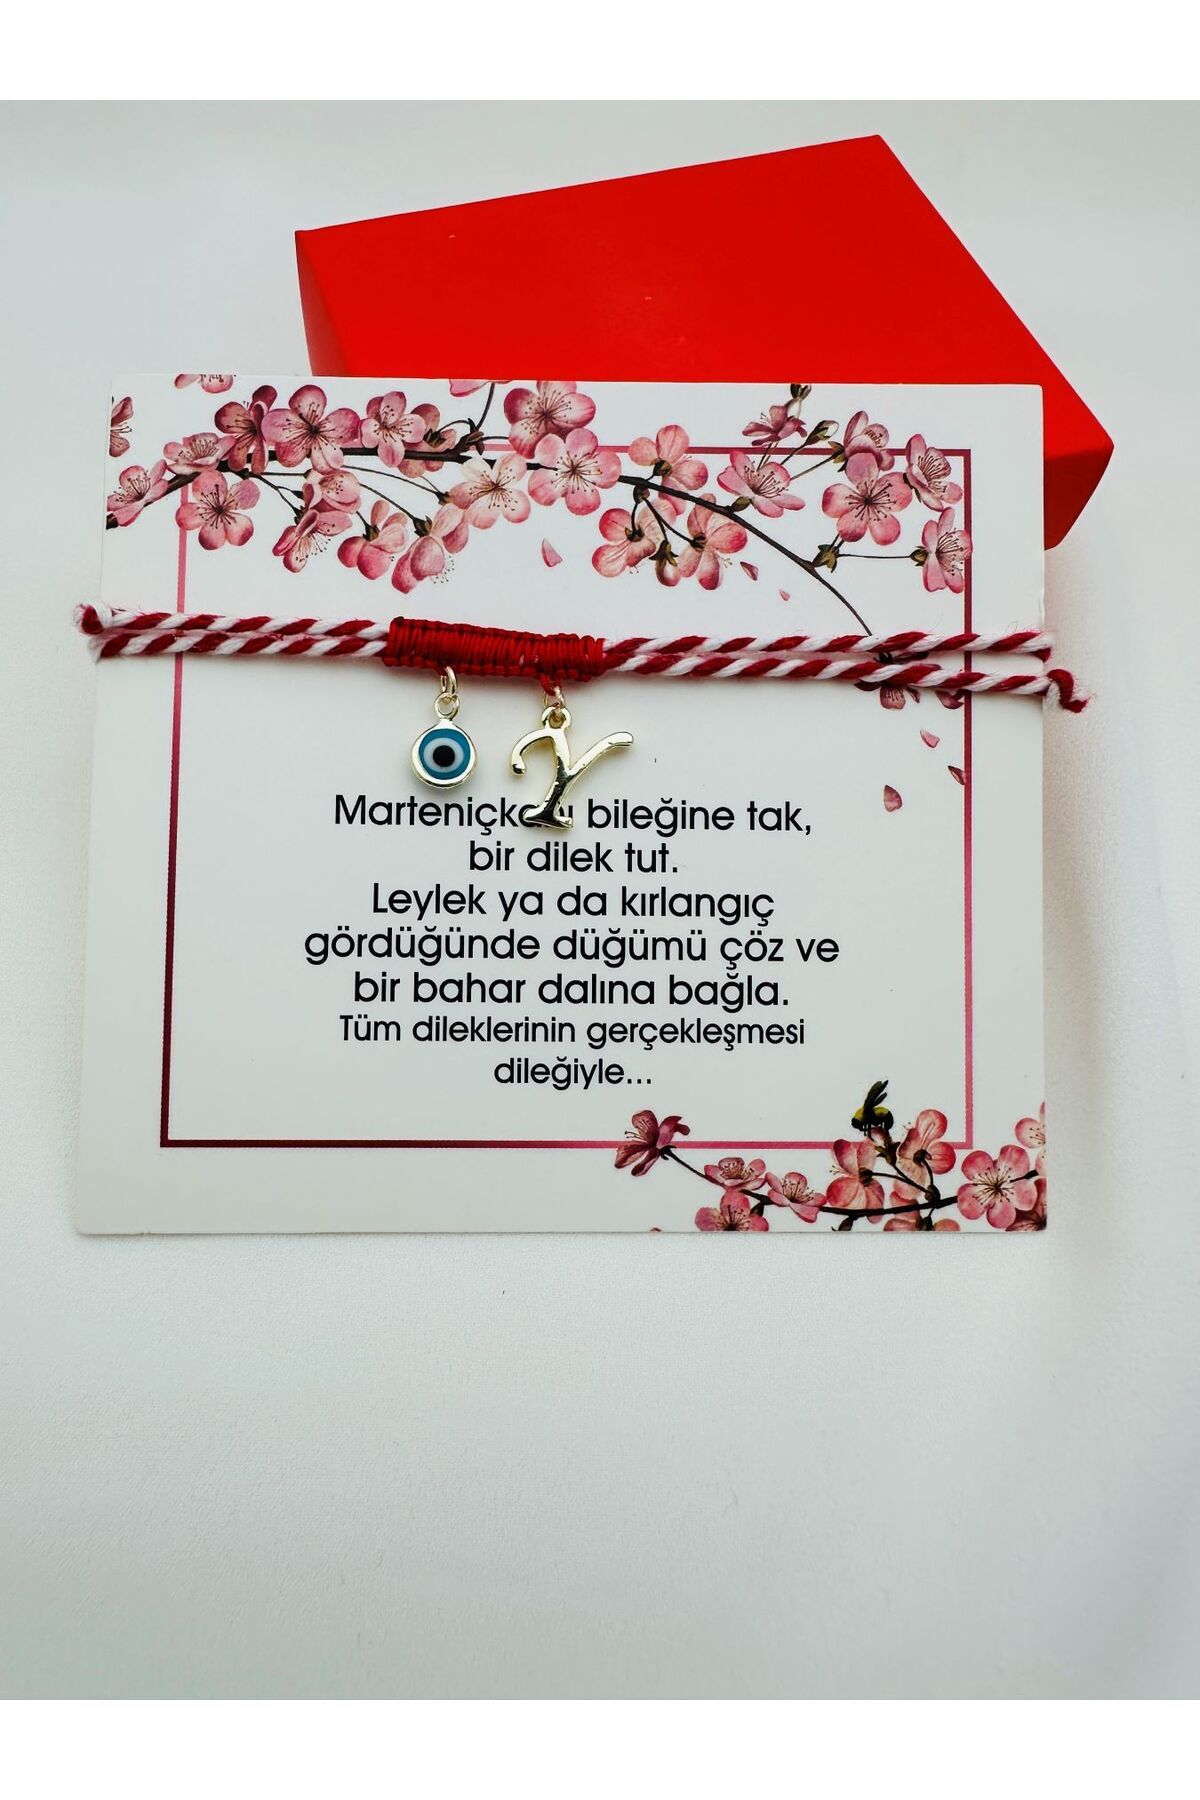 Y
bileğine tak,
bir dilek tut.
Leylek ya da kırlangıç
gördüğünde düğümü çöz ve
bir bahar dalına bağla.
Tüm dileklerinin gerçekleşmesi
dileğiyle...